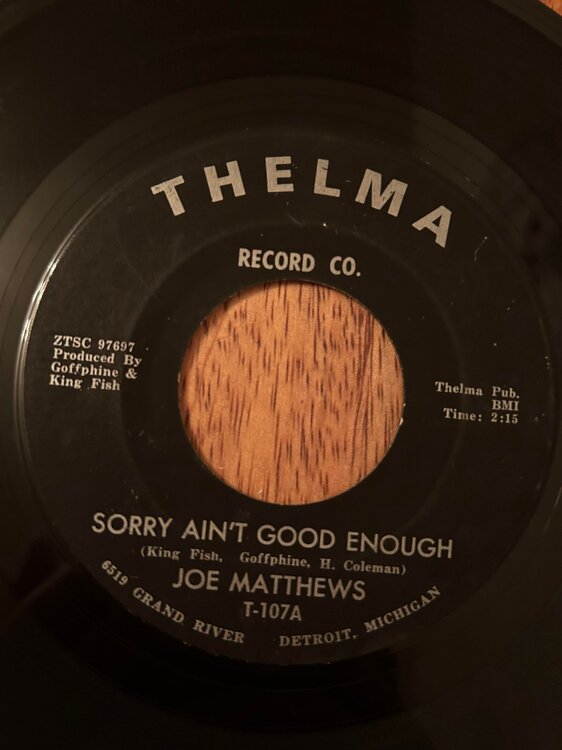 THELMA
RECORD CO.
ZTSC 97697
Produced By
Goffphine &
King Fish
Thelma Pub.
BMI
Time: 2:15
SORRY AIN'T GOOD ENOUGH
(King Fish, Goffphine, H. Coleman)
JOE MATTHEWS
T-107A
6519 GRAND RIVER DETROIT, MICHIGAN